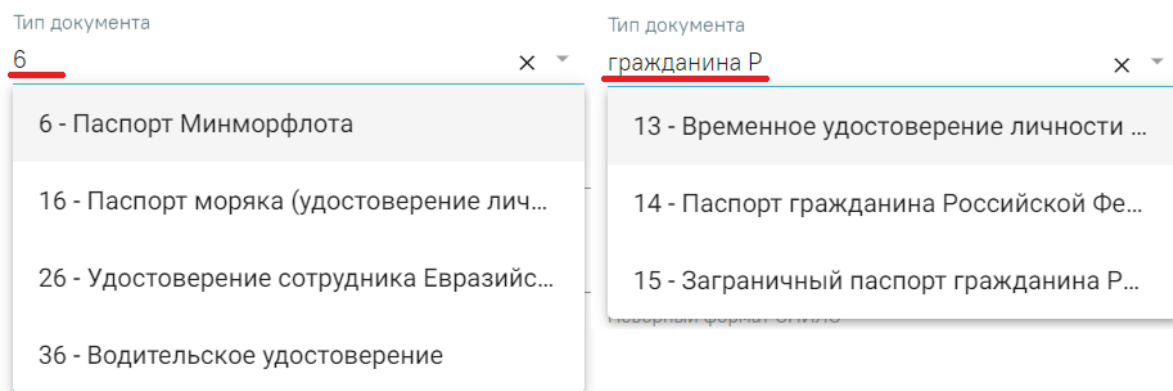 Тип документа
6
6 - Паспорт Минморфлота
16 - Паспорт моряка (удостоверение лич...
26 - Удостоверение сотрудника Евразийс...
36 - Водительское удостоверение
Тип документа
гражданина Р
13 - Временное удостоверение личности ...
14 - Паспорт гражданина Российской Фе...
15 - Заграничный паспорт гражданина Р...